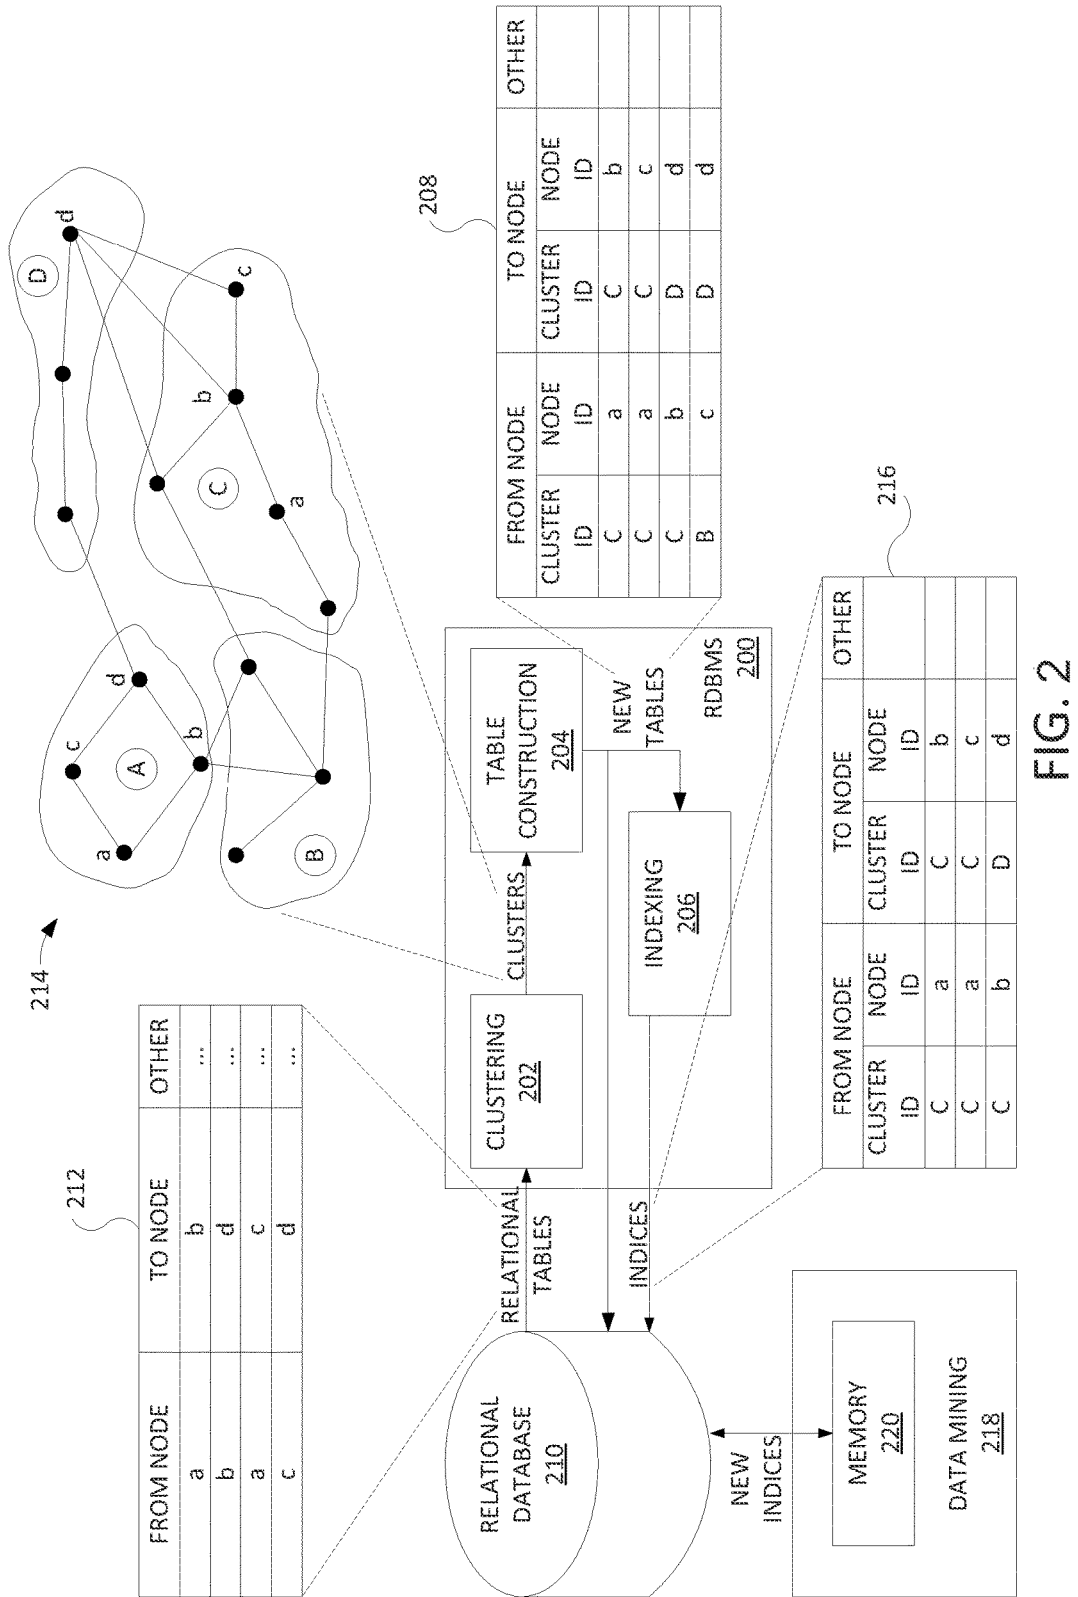 212
FROM NODE TO NODE OTHER
a b ...
b d ...
a c ...
c d ...
214
a
c
d
b
A
B
C
D
a
b
c
d
RELATIONAL DATABASE
210
RELATIONAL TABLES
CLUSTERING
202
CLUSTERS
TABLE CONSTRUCTION
204
NEW TABLES
INDEXING
206
INDICES
RDBMS
200
208
FROM NODE TO NODE OTHER
CLUSTER ID NODE ID CLUSTER ID NODE ID
C a C b
C a C c
C b D d
B c D d
NEW INDICES
MEMORY
220
DATA MINING
218
216
FROM NODE TO NODE OTHER
CLUSTER ID NODE ID CLUSTER ID NODE ID
C a C b
C a C c
C b D d
FIG. 2